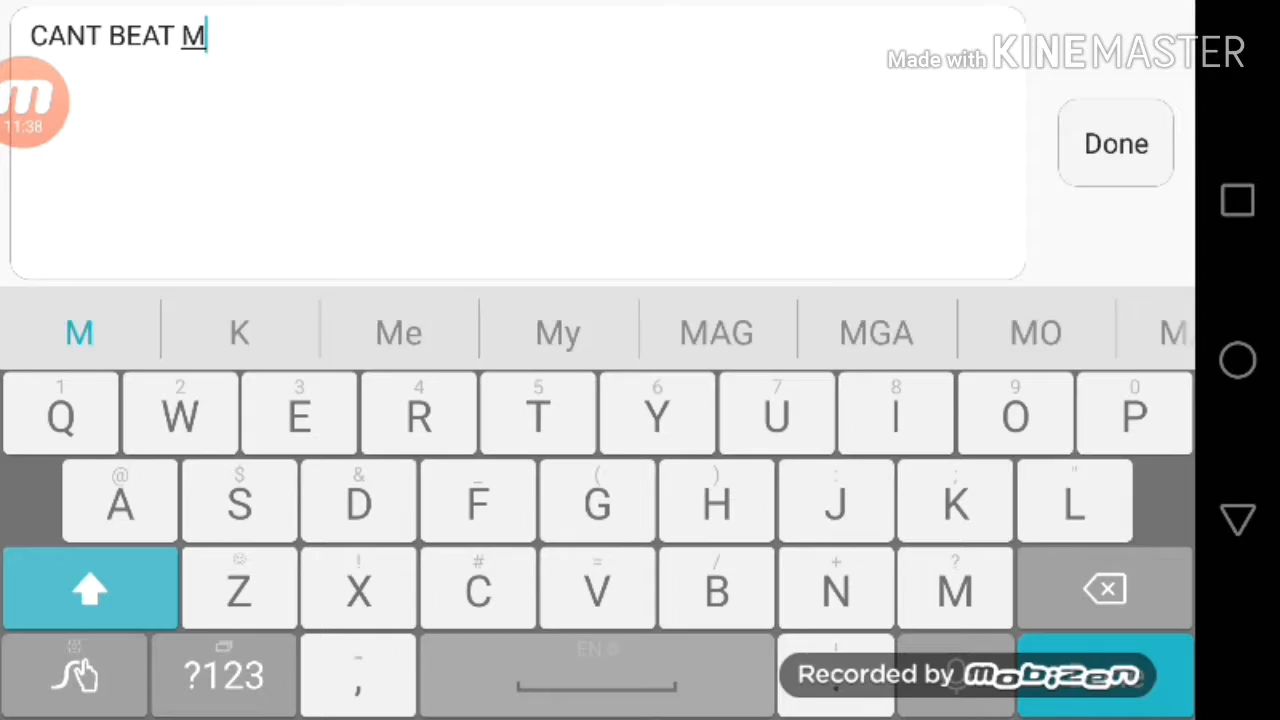 CANT BEAT M
Made with KINEMASTER
m
11:38
Done
M K Me My MAG MGA MO
1 2 3 4 5 6 7 8 9 0
Q W E R T Y U I O P
@ $ & _ ( ) : ; "
A S D F G H J K L
! # = / + ?
Z X C V B N M
?123 - , EN
Recorded by mobizen